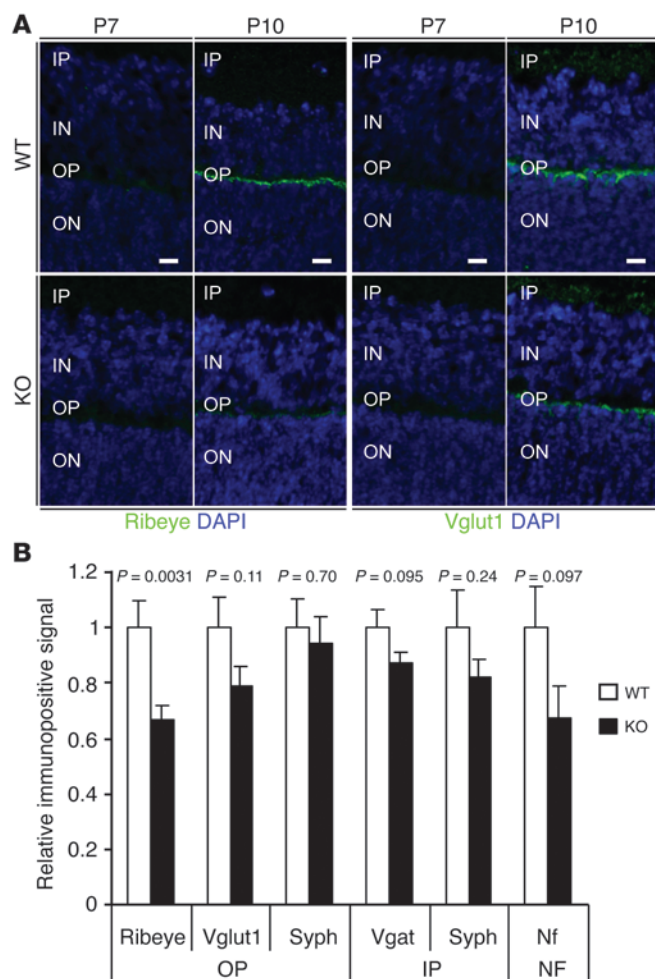 A
P7 P10 P7 P10
WT
IP IP IP IP
IN IN IN IN
OP OP OP OP
ON ON ON ON
KO
IP IP IP IP
IN IN IN IN
OP OP OP OP
ON ON ON ON
Ribeye DAPI Vglut1 DAPI
B
Relative immunopositive signal
1.2
1
0.8
0.6
0.4
0.2
0
P = 0.0031 P = 0.11 P = 0.70 P = 0.095 P = 0.24 P = 0.097
WT
KO
Ribeye Vglut1 Syph Vgat Syph Nf
OP IP NF